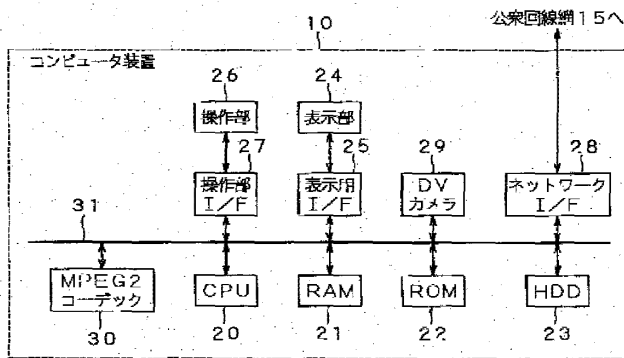 公衆回線網15へ
10
コンピュータ装置
26
24
操作部
表示部
27
25
29
28
操作部
I/F
表示用
I/F
DV
カメラ
ネットワーク
I/F
31
MPEG2
コーデック
CPU
RAM
ROM
HDD
30
20
21
22
23